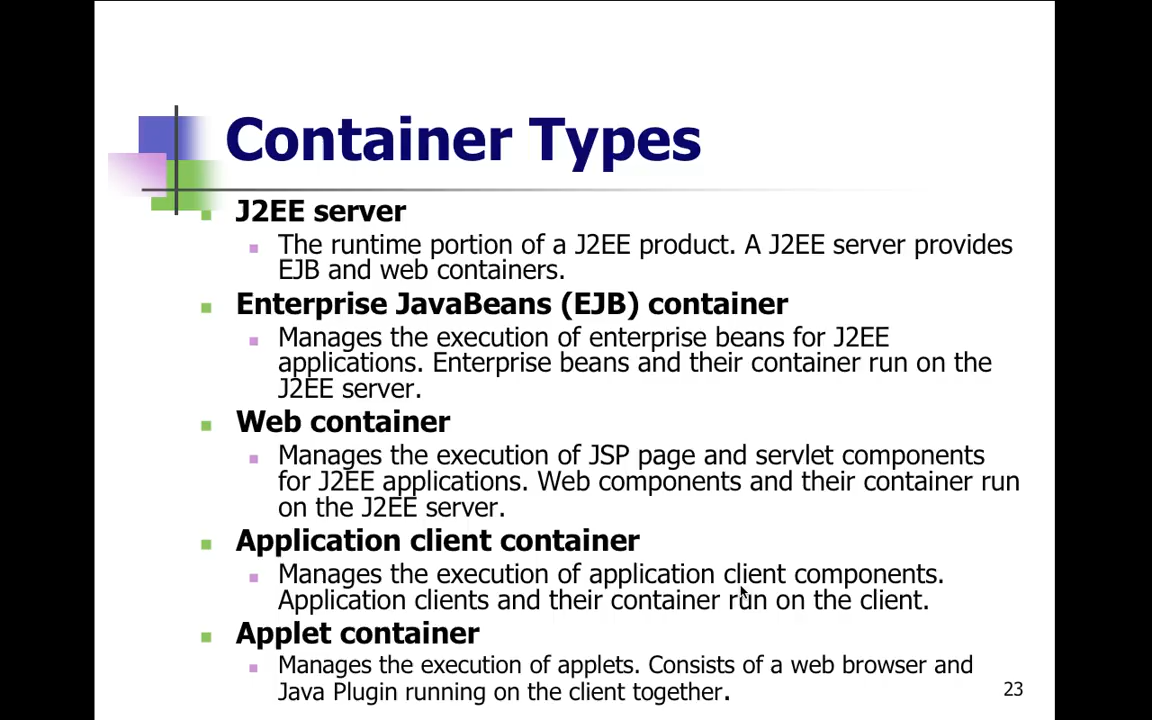 Container Types
J2EE server
The runtime portion of a J2EE product. A J2EE server provides
EJB and web containers.
Enterprise JavaBeans (EJB) container
Manages the execution of enterprise beans for J2EE
applications. Enterprise beans and their container run on the
J2EE server.
Web container
Manages the execution of JSP page and servlet components
for J2EE applications. Web components and their container run
on the J2EE server.
Application client container
Manages the execution of application client components.
Application clients and their container run on the client.
Applet container
Manages the execution of applets. Consists of a web browser and
Java Plugin running on the client together.
23